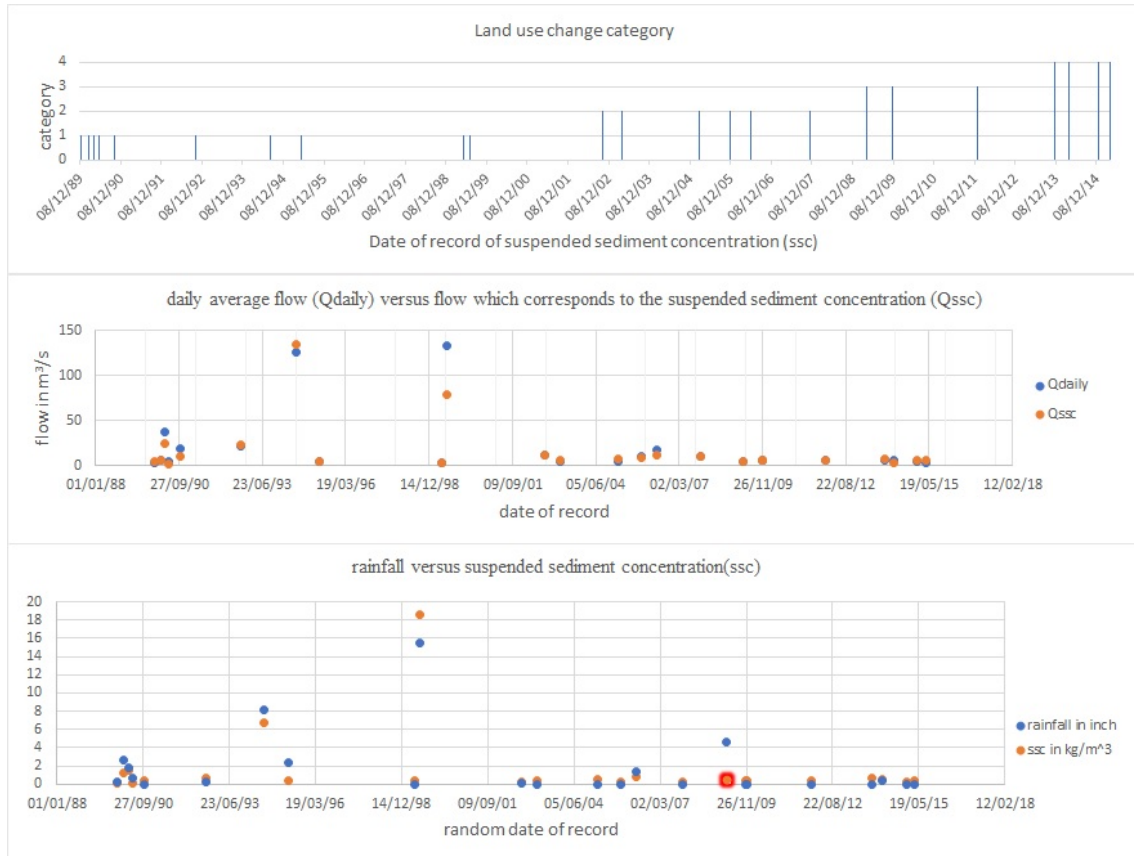 Land use change category
category
4
3
2
1
0
08/12/89 08/12/90 08/12/91 08/12/92 08/12/93 08/12/94 08/12/95 08/12/96 08/12/97 08/12/98 08/12/99 08/12/00 08/12/01 08/12/02 08/12/03 08/12/04 08/12/05 08/12/06 08/12/07 08/12/08 08/12/09 08/12/10 08/12/11 08/12/12 08/12/13 08/12/14
Date of record of suspended sediment concentration (ssc)
daily average flow (Qdaily) versus flow which corresponds to the suspended sediment concentration (Qssc)
flow in m³/s
150
100
50
0
Qdaily
Qssc
01/01/88 27/09/90 23/06/93 19/03/96 14/12/98 09/09/01 05/06/04 02/03/07 26/11/09 22/08/12 19/05/15 12/02/18
date of record
rainfall versus suspended sediment concentration(ssc)
20
18
16
14
12
10
8
6
4
2
0
rainfall in inch
ssc in kg/m^3
01/01/88 27/09/90 23/06/93 19/03/96 14/12/98 09/09/01 05/06/04 02/03/07 26/11/09 22/08/12 19/05/15 12/02/18
random date of record